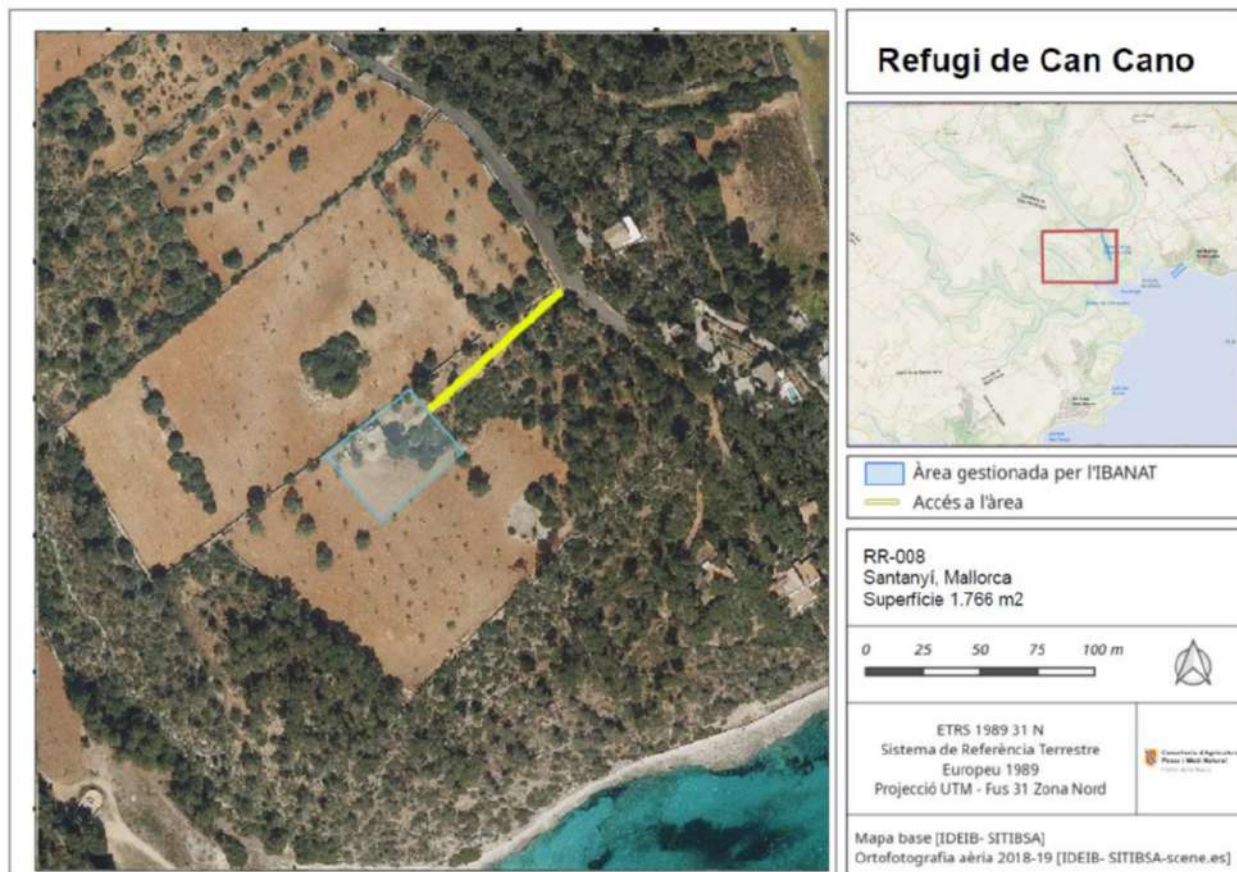 Refugi de Can Cano
Àrea gestionada per l'IBANAT
Accés a l'àrea
RR-008
Santanyí, Mallorca
Superfície 1.766 m2
0 25 50 75 100 m
ETRS 1989 31 N
Sistema de Referència Terrestre
Europeu 1989
Projecció UTM - Fus 31 Zona Nord
Mapa base [IDEIB- SITIBSA]
Ortofotografia aèria 2018-19 [IDEIB- SITIBSA-scene.es]